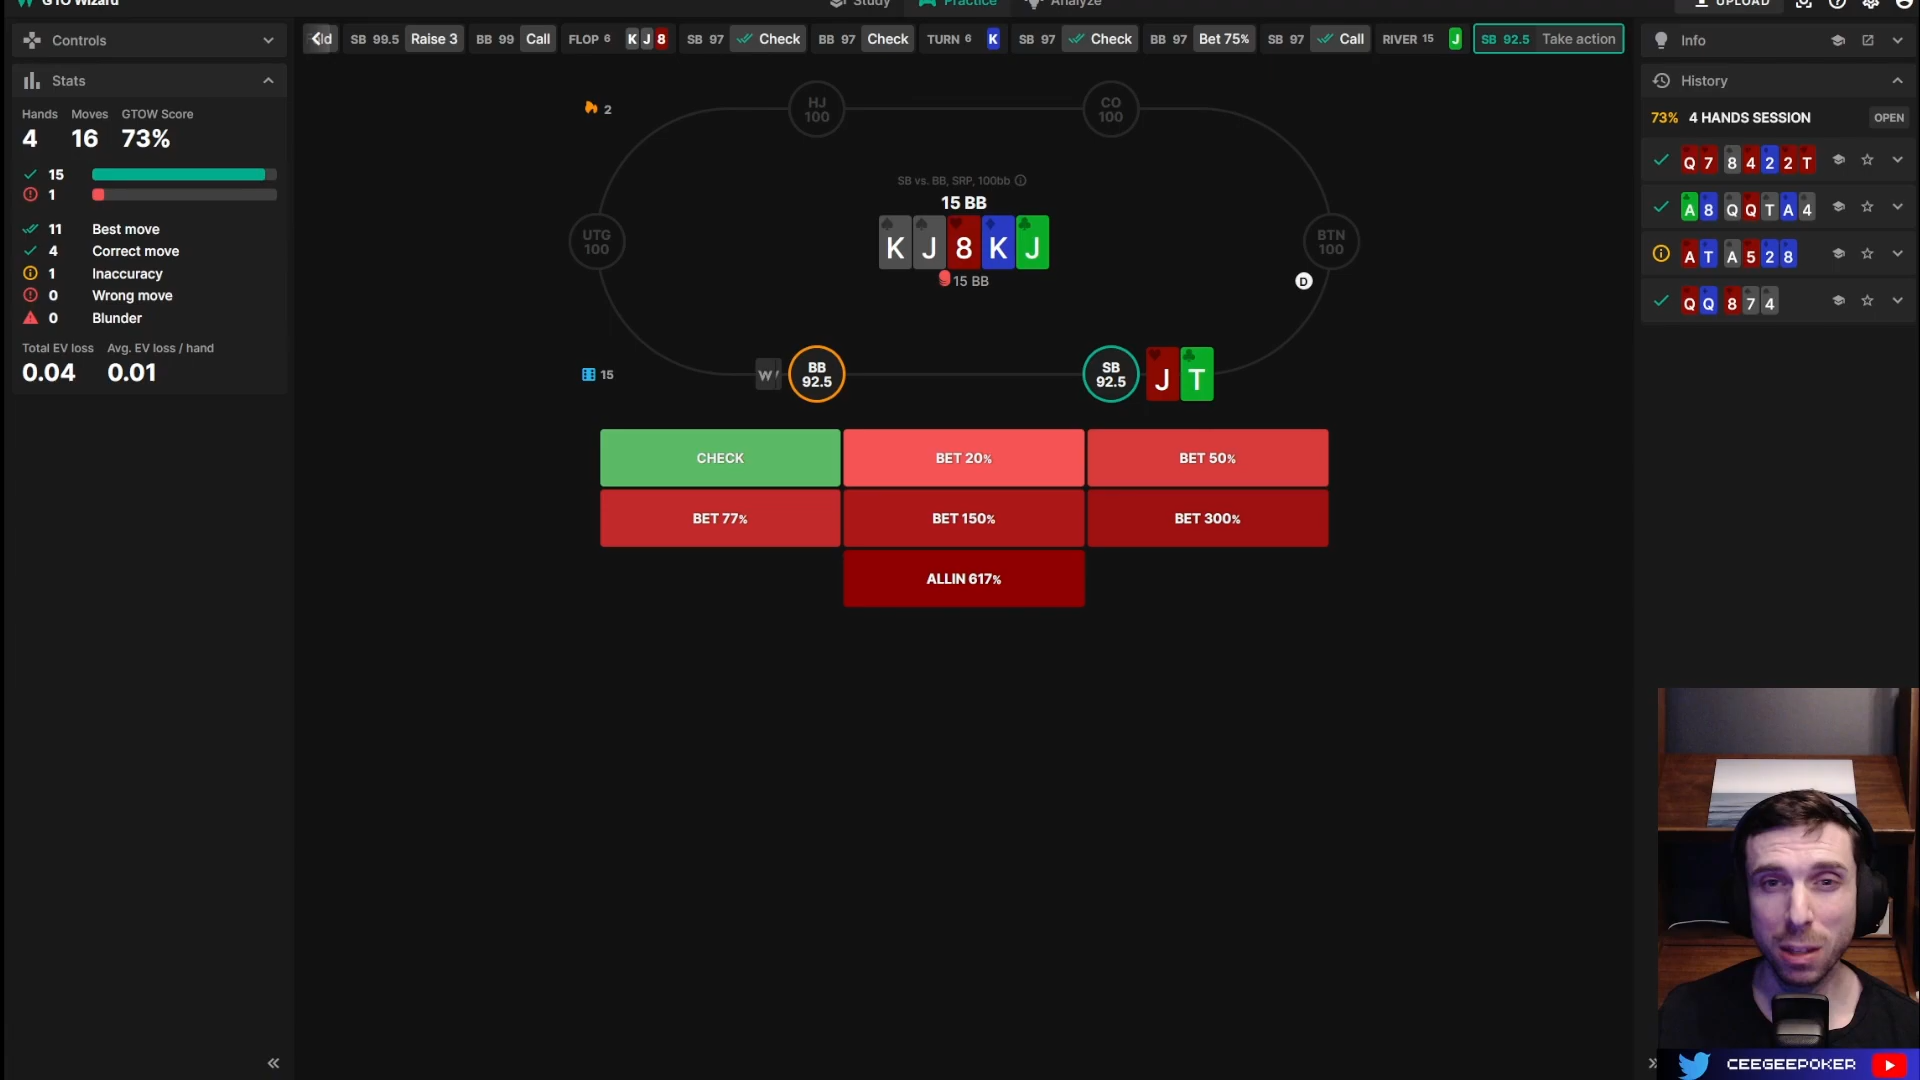 GTO Wizard
Study
Practice
Analyze
UPLOAD
Controls
SB 99.5 Raise 3
BB 99 Call
FLOP 6 K J 8
SB 97 Check
BB 97 Check
TURN 6 K
SB 97 Check
BB 97 Bet 75%
SB 97 Call
RIVER 15 J
SB 92.5 Take action
Info
Stats
Hands Moves GTOW Score
4 16 73%
15
1
11 Best move
4 Correct move
1 Inaccuracy
0 Wrong move
0 Blunder
Total EV loss Avg. EV loss / hand
0.04 0.01
2
HJ
100
CO
100
SB vs. BB, SRP, 100bb
15 BB
UTG
100
K J 8 K J
BTN
100
15 BB
D
15
W
BB
92.5
SB
92.5
J T
CHECK
BET 20%
BET 50%
BET 77%
BET 150%
BET 300%
ALLIN 617%
History
73% 4 HANDS SESSION OPEN
Q 7 8 4 2 2 T
A 8 Q Q T A 4
A T A 5 2 8
Q Q 8 7 4
CEEGEEPOKER